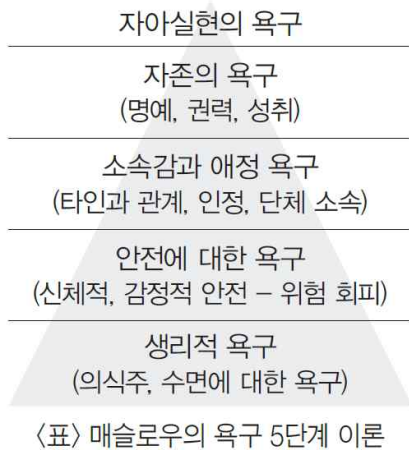 자아실현의 욕구
자존의 욕구
(명예, 권력, 성취)
소속감과 애정 욕구
(타인과 관계, 인정, 단체 소속)
안전에 대한 욕구
(신체적, 감정적 안전 – 위험 회피)
생리적 욕구
(의식주, 수면에 대한 욕구)
〈표〉 매슬로우의 욕구 5단계 이론